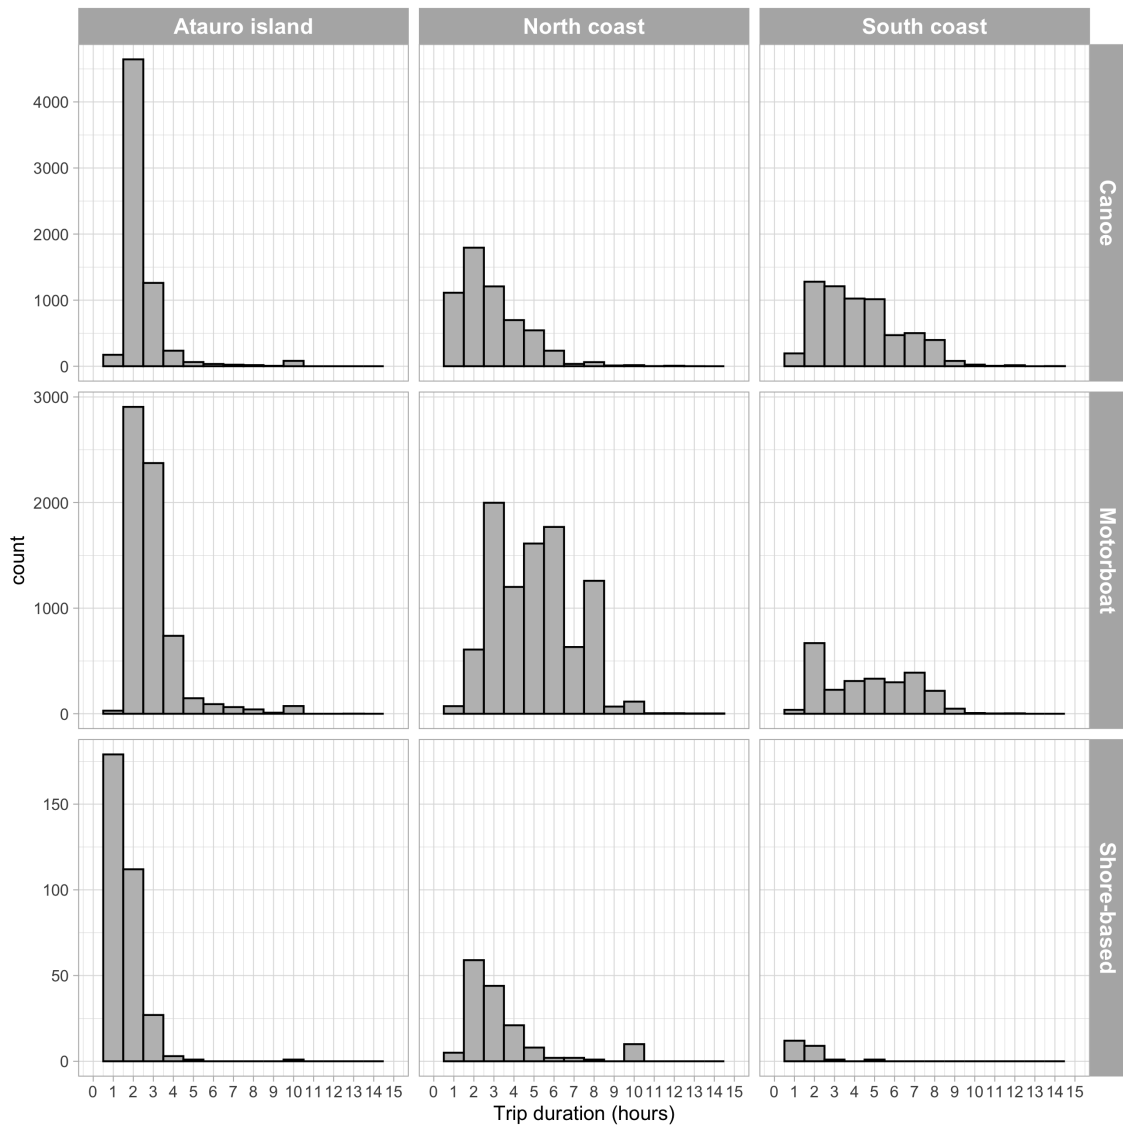 Atauro island North coast South coast
4000
3000
2000
1000
0
Canoe
3000
2000
1000
0
Motorboat
150
100
50
0
Shore-based
count
0 1 2 3 4 5 6 7 8 9 10 11 12 13 14 15 0 1 2 3 4 5 6 7 8 9 10 11 12 13 14 15 0 1 2 3 4 5 6 7 8 9 10 11 12 13 14 15
Trip duration (hours)